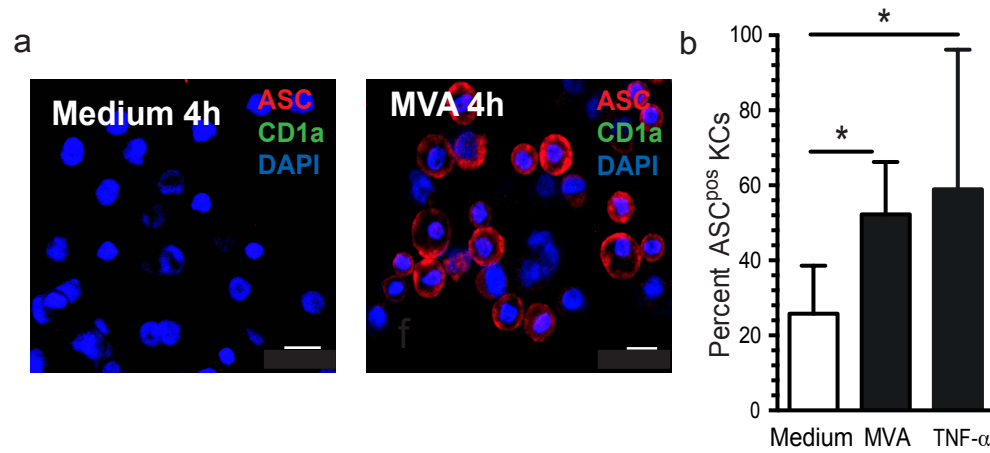 a
Medium 4h
ASC
CD1a
DAPI
MVA 4h
ASC
CD1a
DAPI
f
b
*
*
Percent ASCpos KCs
100
80
60
40
20
0
Medium
MVA
TNF-α